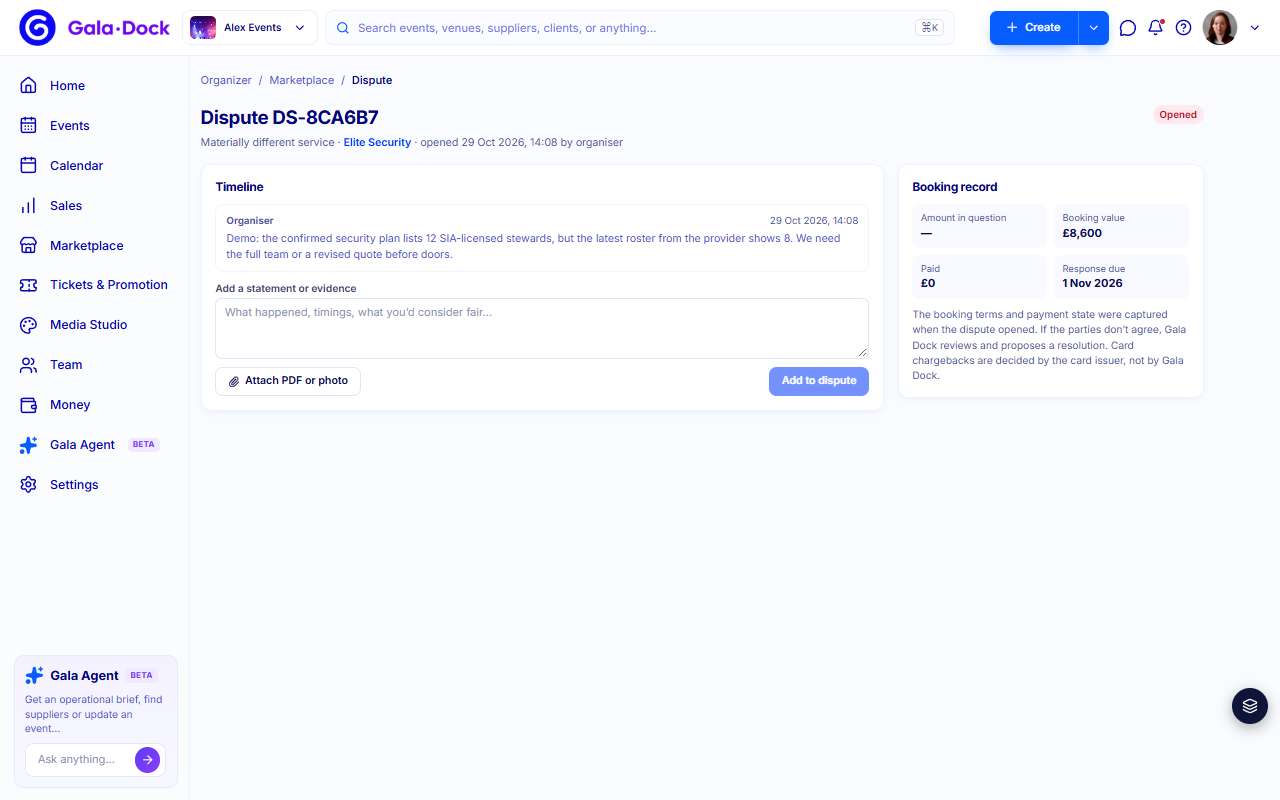 Gala·Dock
Alex Events
Search events, venues, suppliers, clients, or anything...
⌘K
+ Create
Home
Events
Calendar
Sales
Marketplace
Tickets & Promotion
Media Studio
Team
Money
Gala Agent BETA
Settings
Gala Agent BETA
Get an operational brief, find
suppliers or update an
event...
Ask anything...
Organizer / Marketplace / Dispute
Dispute DS-8CA6B7
Opened
Materially different service · Elite Security · opened 29 Oct 2026, 14:08 by organiser
Timeline
Organiser
29 Oct 2026, 14:08
Demo: the confirmed security plan lists 12 SIA-licensed stewards, but the latest roster from the provider shows 8. We need
the full team or a revised quote before doors.
Add a statement or evidence
What happened, timings, what you'd consider fair...
Attach PDF or photo
Add to dispute
Booking record
Amount in question
—
Booking value
£8,600
Paid
£0
Response due
1 Nov 2026
The booking terms and payment state were captured
when the dispute opened. If the parties don't agree, Gala
Dock reviews and proposes a resolution. Card
chargebacks are decided by the card issuer, not by Gala
Dock.